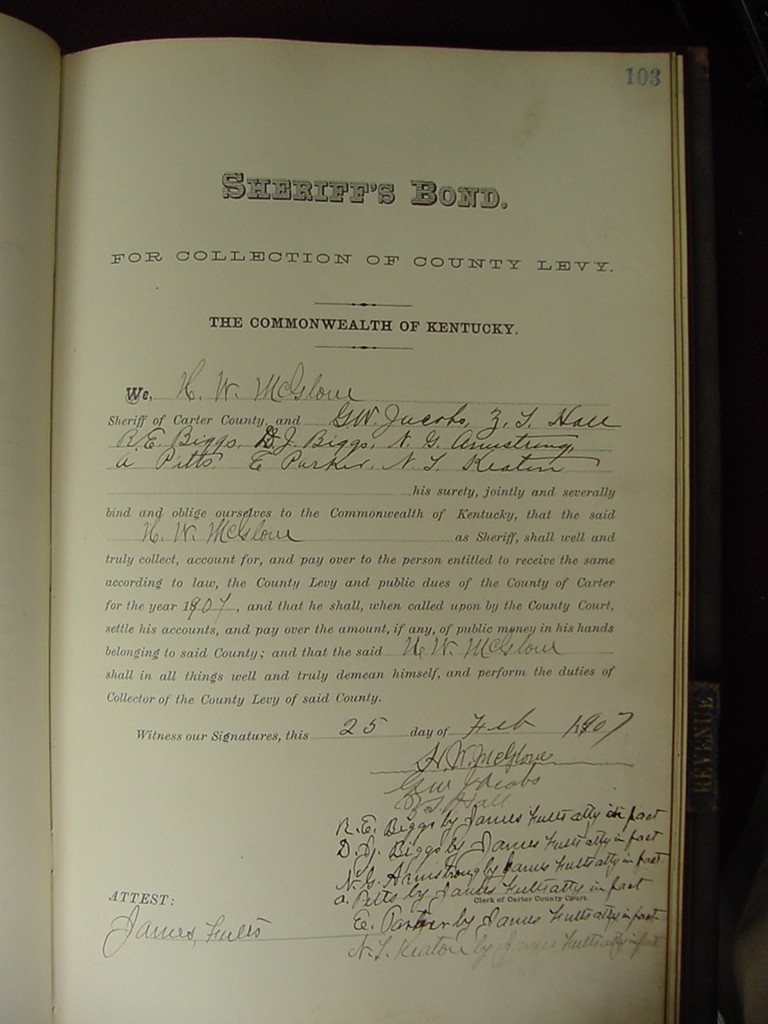 103
SHERIFF'S BOND.
FOR COLLECTION OF COUNTY LEVY.
THE COMMONWEALTH OF KENTUCKY.
We, H. W. McGlone
Sheriff of Carter County, and G.W. Jacobs, Z. T. Hall
R. E. Biggs, D. J. Biggs, N. G. Armstrong,
A Pitts E Parker, N. T. Keaton
his surety, jointly and severally
bind and oblige ourselves to the Commonwealth of Kentucky, that the said
H. W. McGlone as Sheriff, shall well and
truly collect, account for, and pay over to the person entitled to receive the same
according to law, the County Levy and public dues of the County of Carter
for the year 1907, and that he shall, when called upon by the County Court,
settle his accounts, and pay over the amount, if any, of public money in his hands
belonging to said County; and that the said H. W. McGlone
shall in all things well and truly demean himself, and perform the duties of
Collector of the County Levy of said County.
Witness our Signatures, this 25 day of Feb 1907
H. W. McGlone
G W Jacobs
Z. T. Hall
R. E. Biggs by James Fults atty in fact
D. J. Biggs by James Fults atty in fact
N. G. Armstrong by James Fults atty in fact
A. Pitts by James Fults atty in fact
ATTEST:
Clerk of Carter County Court.
E. Parker by James Fults atty in fact
James Fults
N. T. Keaton by James Fults atty in fact
REVENUE